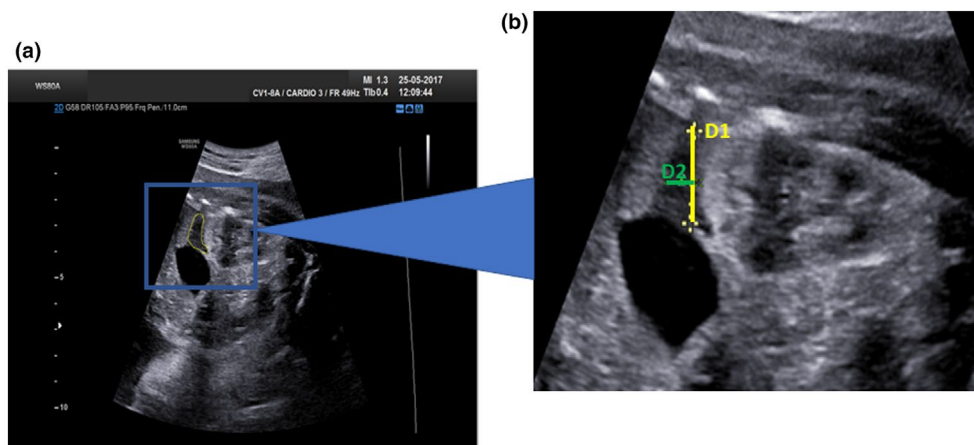 (a)
WS80A
MI 1.3 25-05-2017
CV1-8A / CARDIO 3 / FR 49Hz TIb 0.4 12:09:44
2D G58 DR105/FA3 P95 Frq Pen./11.0cm
SAMSUNG
WS80A
5
10
(b)
D1
D2